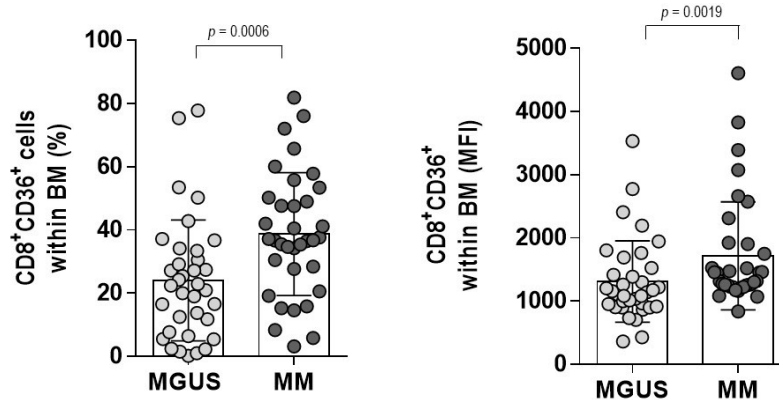 p = 0.0006
100
80
60
40
20
0
CD8⁺CD36⁺ cells
within BM (%)
MGUS
MM
p = 0.0019
5000
4000
3000
2000
1000
0
CD8⁺CD36⁺
within BM (MFI)
MGUS
MM